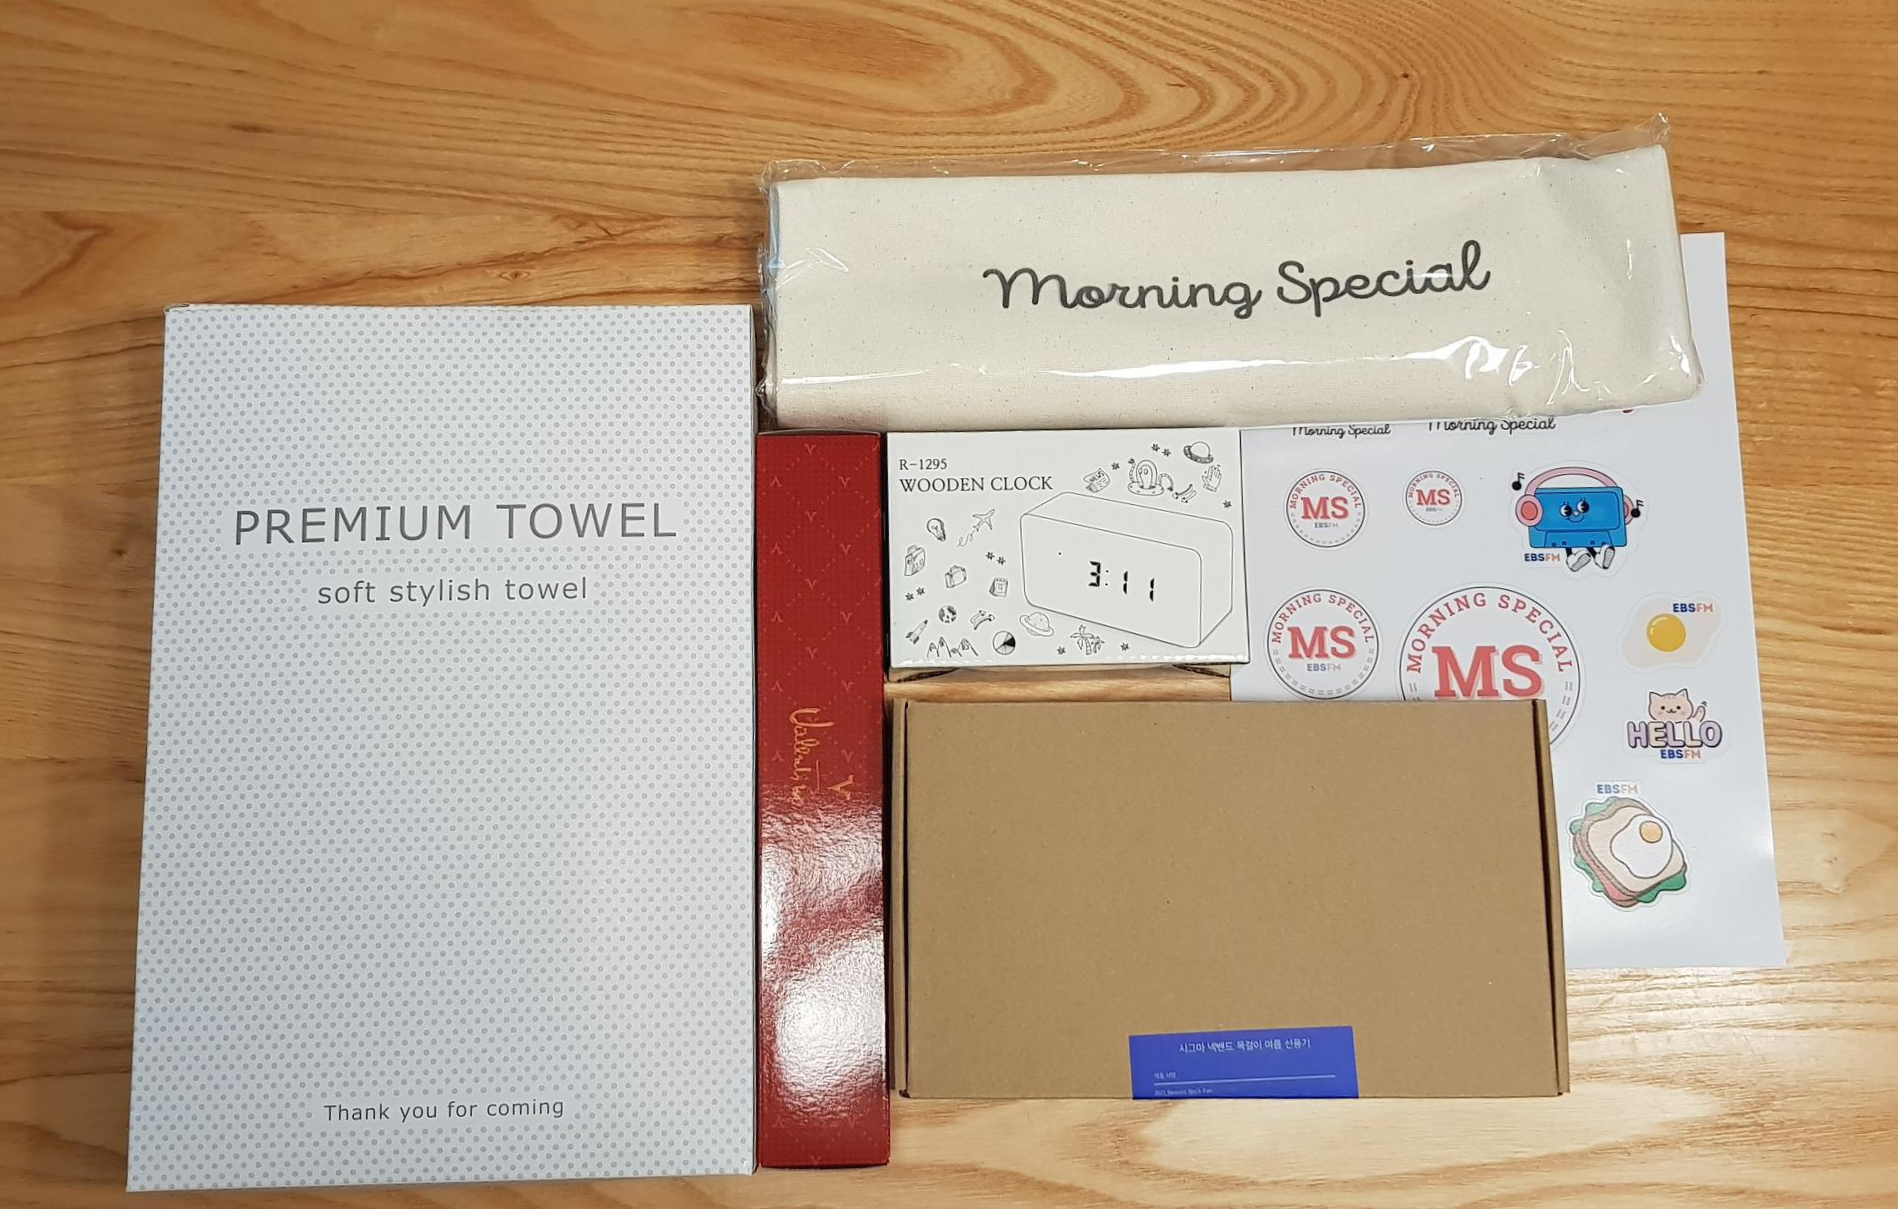 Morning Special
PREMIUM TOWEL
soft stylish towel
Thank you for coming
R-1295
WOODEN CLOCK
3:11
Morning Special
Morning Special
MORNING SPECIAL
MS
EBSFM
MORNING SPECIAL
MS
EBSFM
EBSFM
MORNING SPECIAL
MS
EBSFM
MORNING SPECIAL
MS
EBSFM
HELLO
EBSFM
EBSFM
시그마 넥밴드 목걸이 여름 선풍기